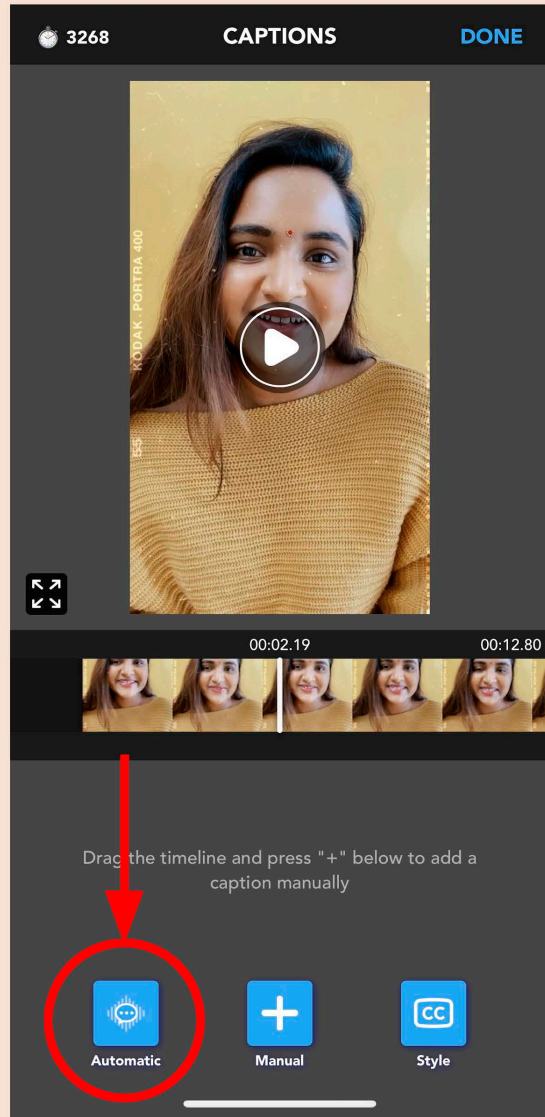 3268
CAPTIONS
DONE
KODAK PORTRA 400
00:02.19
00:12.80
Drag the timeline and press "+" below to add a
caption manually
CC
Automatic
Manual
Style